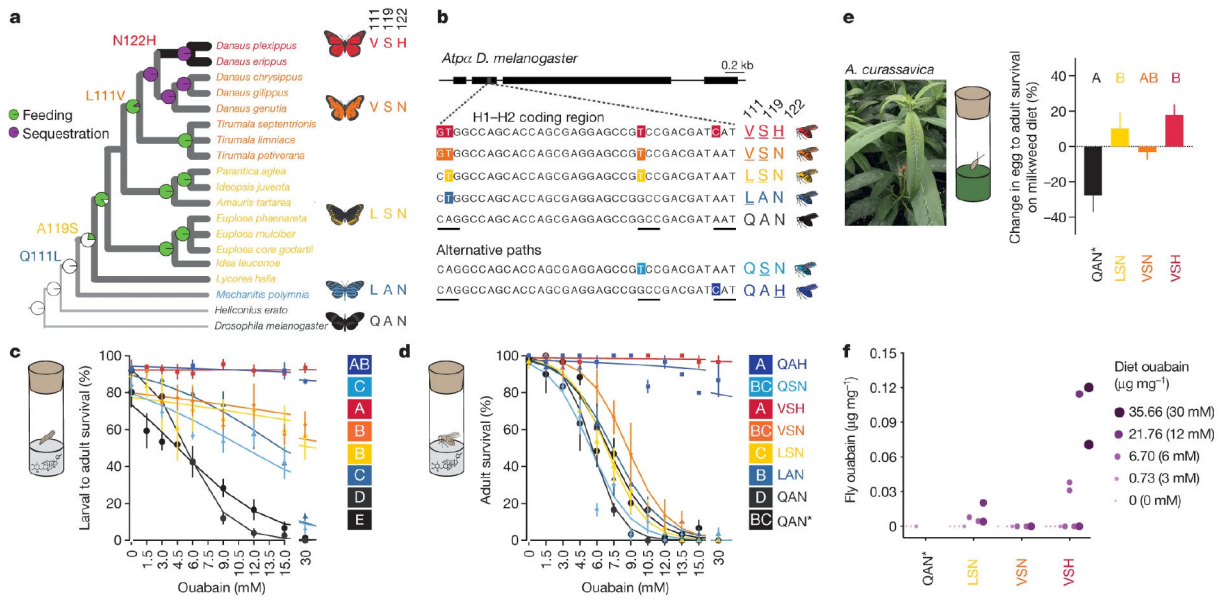 a
111
119
122
N122H
L111V
A119S
Q111L
Feeding
Sequestration
Danaus plexippus
Danaus erippus
Danaus chrysippus
Danaus gilippus
Danaus genutia
Tirumala septentrionis
Tirumala limniace
Tirumala petiverana
Parantica aglea
Ideopsis juventa
Amauris tartarea
Euploea phaenareta
Euploea mulciber
Euploea core godartii
Idea leuconoe
Lycorea halia
Mechanitis polymnia
Heliconius erato
Drosophila melanogaster
V S H
V S N
L S N
L A N
Q A N
b
Atpα D. melanogaster
0.2 kb
H1–H2 coding region
111
119
122
GTGGCCAGCACCAGCGAGGAGCCGTCCGACGATCAT VSH
GTGGCCAGCACCAGCGAGGAGCCGTCCGACGATAAT VSN
CTGGCCAGCACCAGCGAGGAGCCGTCCGACGATAAT LSN
CTGGCCAGCACCAGCGAGGAGCCGGCCGACGATAAT LAN
CAGGCCAGCACCAGCGAGGAGCCGGCCGACGATAAT QAN
Alternative paths
CAGGCCAGCACCAGCGAGGAGCCGTCCGACGATAAT QSN
CAGGCCAGCACCAGCGAGGAGCCGGCCGACGATCAT QAH
e
A. curassavica
Change in egg to adult survival
on milkweed diet (%)
40
20
0
−20
−40
A B AB B
QAN*
LSN
VSN
VSH
c
Larval to adult survival (%)
100
80
60
40
20
0
0 1.5 3.0 4.5 6.0 7.5 9.0 10.5 12.0 13.5 15.0 30
Ouabain (mM)
AB
C
A
B
B
C
D
E
d
Adult survival (%)
100
80
60
40
20
0
0 1.5 3.0 4.5 6.0 7.5 9.0 10.5 12.0 13.5 15.0 30
Ouabain (mM)
A QAH
BC QSN
A VSH
BC VSN
C LSN
B LAN
D QAN
BC QAN*
f
Fly ouabain (µg mg⁻¹)
0.15
0.12
0.09
0.06
0.03
0
QAN*
LSN
VSN
VSH
Diet ouabain
(µg mg⁻¹)
35.66 (30 mM)
21.76 (12 mM)
6.70 (6 mM)
0.73 (3 mM)
0 (0 mM)